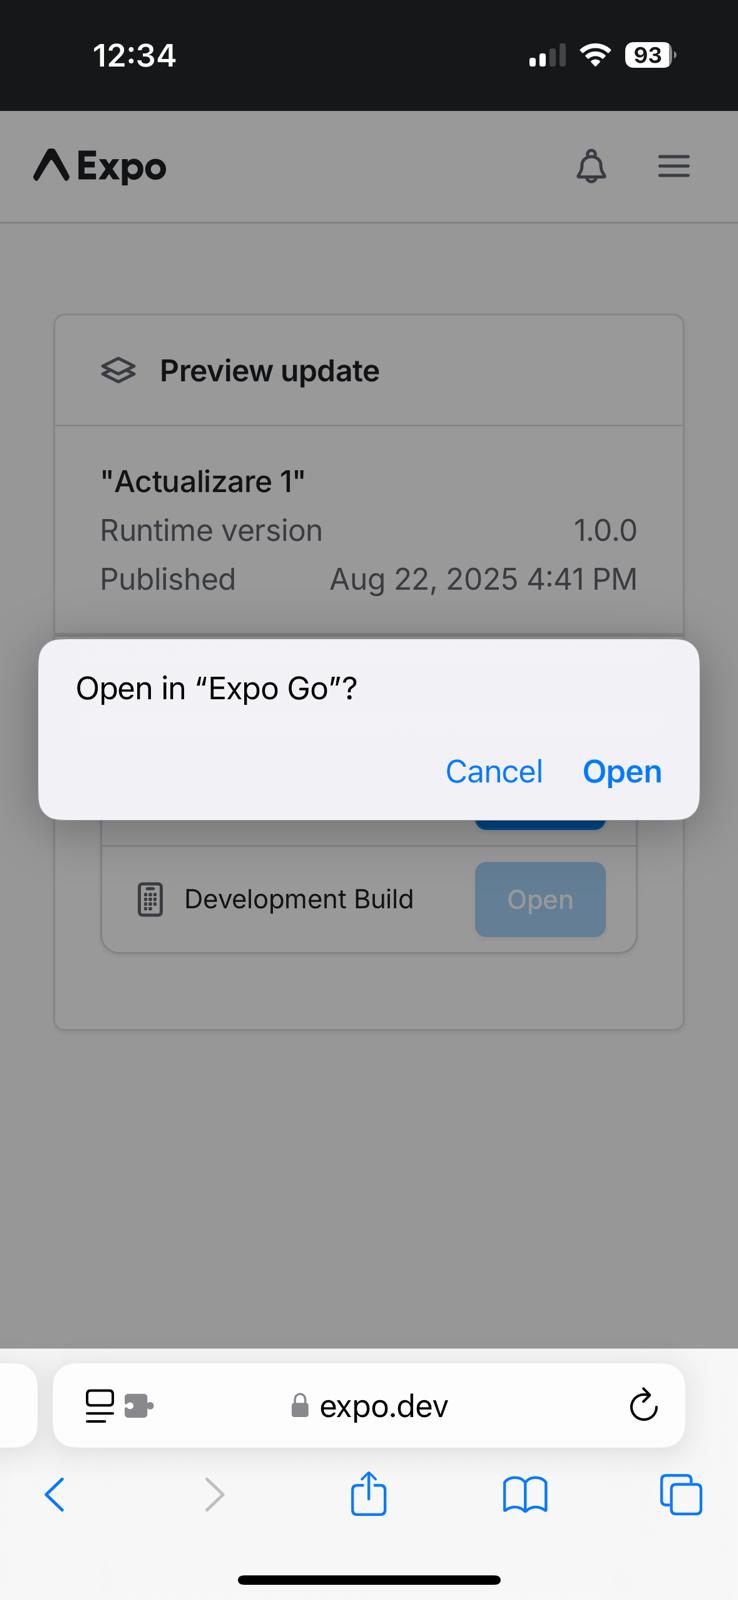 12:34
93
Expo
Preview update
"Actualizare 1"
Runtime version 1.0.0
Published Aug 22, 2025 4:41 PM
Open in “Expo Go”?
Cancel Open
Development Build Open
expo.dev